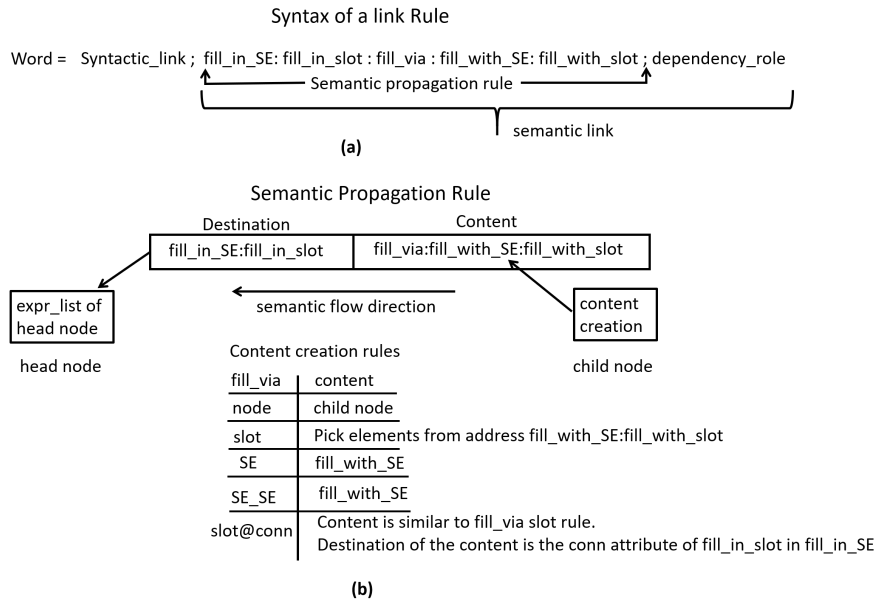 Syntax of a link Rule
Word = Syntactic_link ; fill_in_SE: fill_in_slot : fill_via : fill_with_SE: fill_with_slot ; dependency_role
Semantic propagation rule
semantic link
(a)
Semantic Propagation Rule
Destination Content
fill_in_SE:fill_in_slot fill_via:fill_with_SE:fill_with_slot
expr_list of
head node
semantic flow direction
content
creation
head node
child node
Content creation rules
fill_via content
node child node
slot Pick elements from address fill_with_SE:fill_with_slot
SE fill_with_SE
SE_SE fill_with_SE
slot@conn Content is similar to fill_via slot rule.
Destination of the content is the conn attribute of fill_in_slot in fill_in_SE
(b)